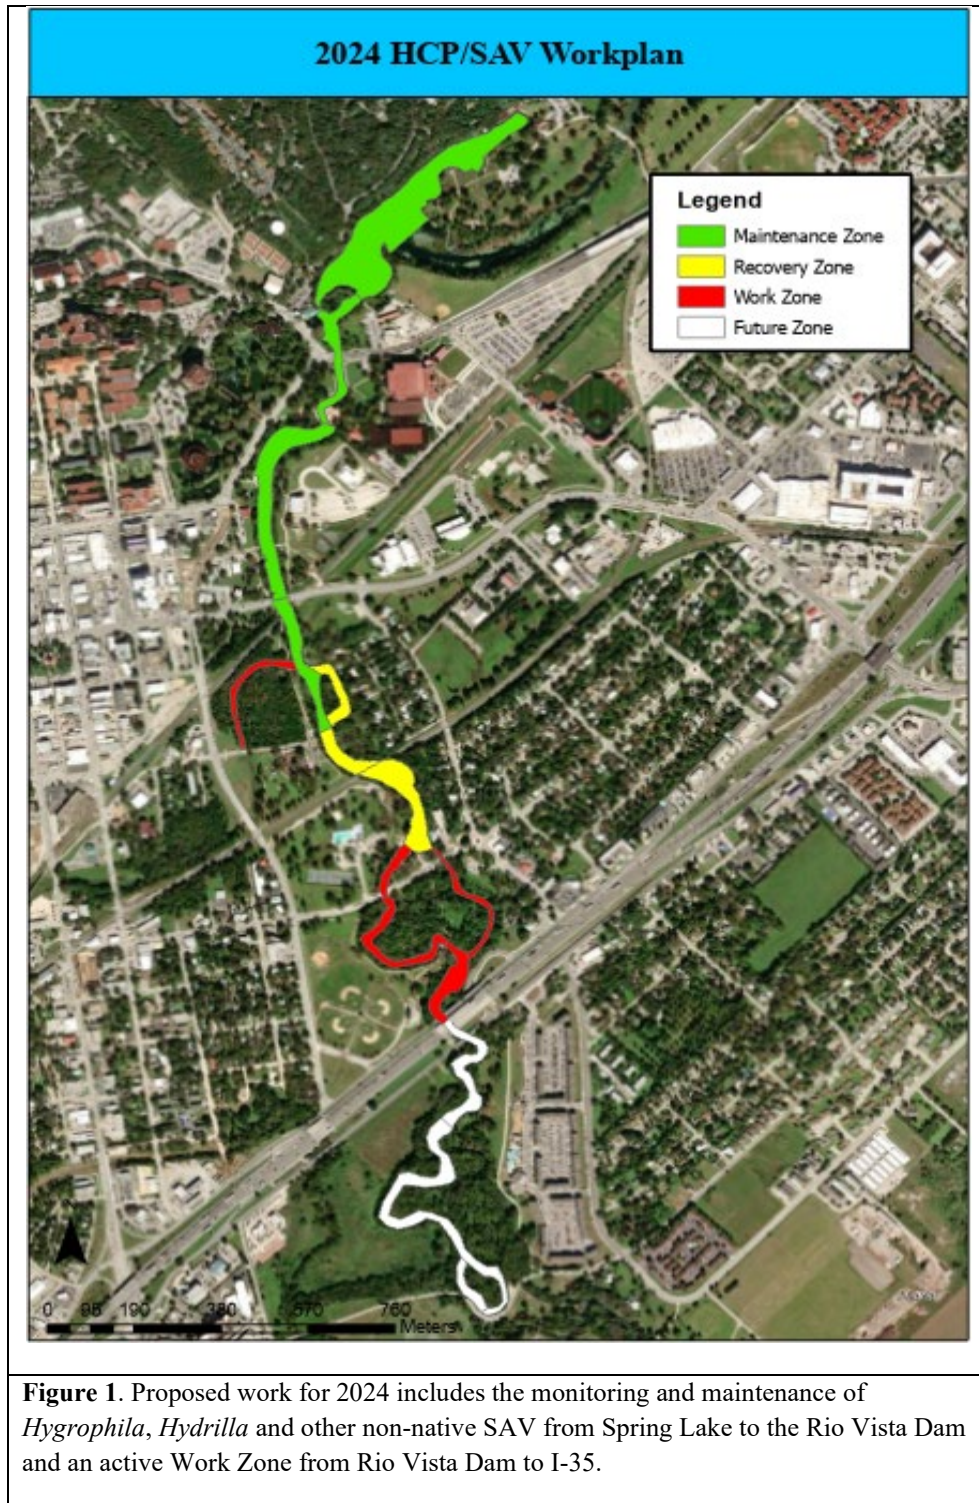 2024 HCP/SAV Workplan
Legend
Maintenance Zone
Recovery Zone
Work Zone
Future Zone
0 95 190 380 570 760
Meters
Figure 1. Proposed work for 2024 includes the monitoring and maintenance of
Hygrophila, Hydrilla and other non-native SAV from Spring Lake to the Rio Vista Dam
and an active Work Zone from Rio Vista Dam to I-35.